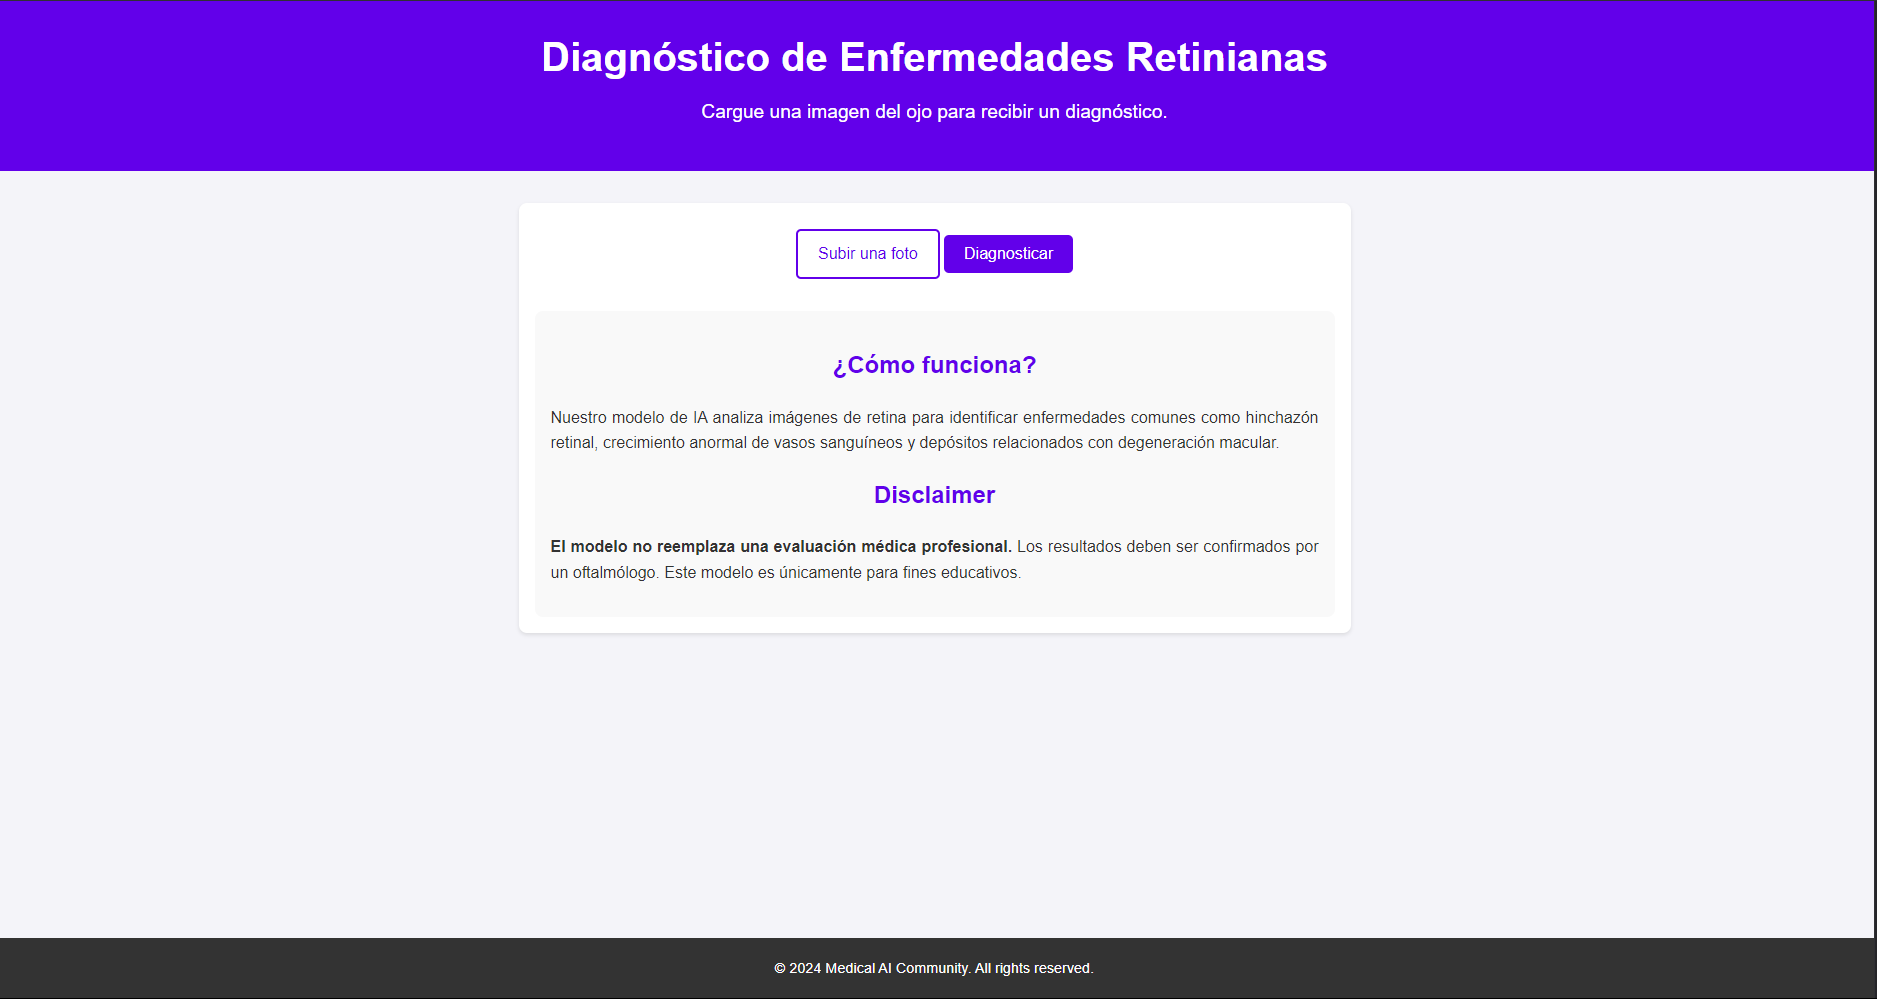 Diagnóstico de Enfermedades Retinianas
Cargue una imagen del ojo para recibir un diagnóstico.
Subir una foto
Diagnosticar
¿Cómo funciona?
Nuestro modelo de IA analiza imágenes de retina para identificar enfermedades comunes como hinchazón
retinal, crecimiento anormal de vasos sanguíneos y depósitos relacionados con degeneración macular.
Disclaimer
El modelo no reemplaza una evaluación médica profesional. Los resultados deben ser confirmados por
un oftalmólogo. Este modelo es únicamente para fines educativos.
© 2024 Medical AI Community. All rights reserved.